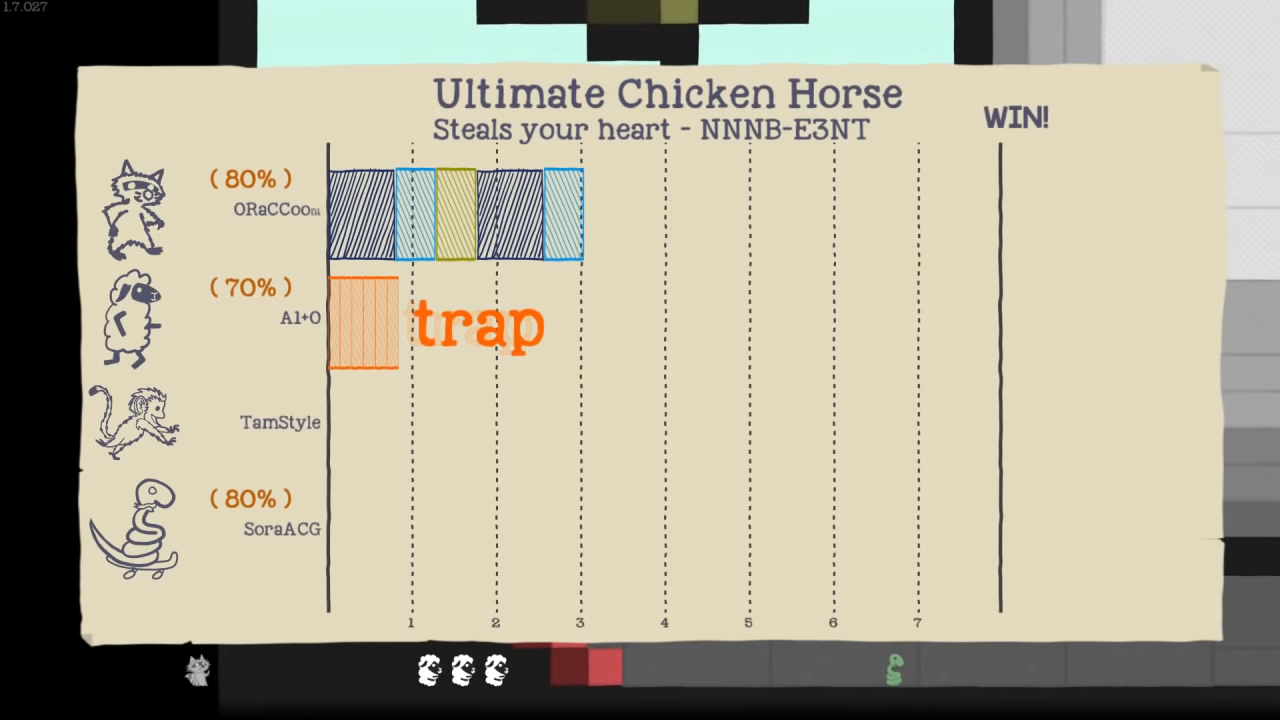 1.7.027
Ultimate Chicken Horse
Steals your heart - NNNB-E3NT
WIN!
( 80% )
ORaCCoo
( 70% )
A1+O
trap
TamStyle
( 80% )
SoraACG
1 2 3 4 5 6 7